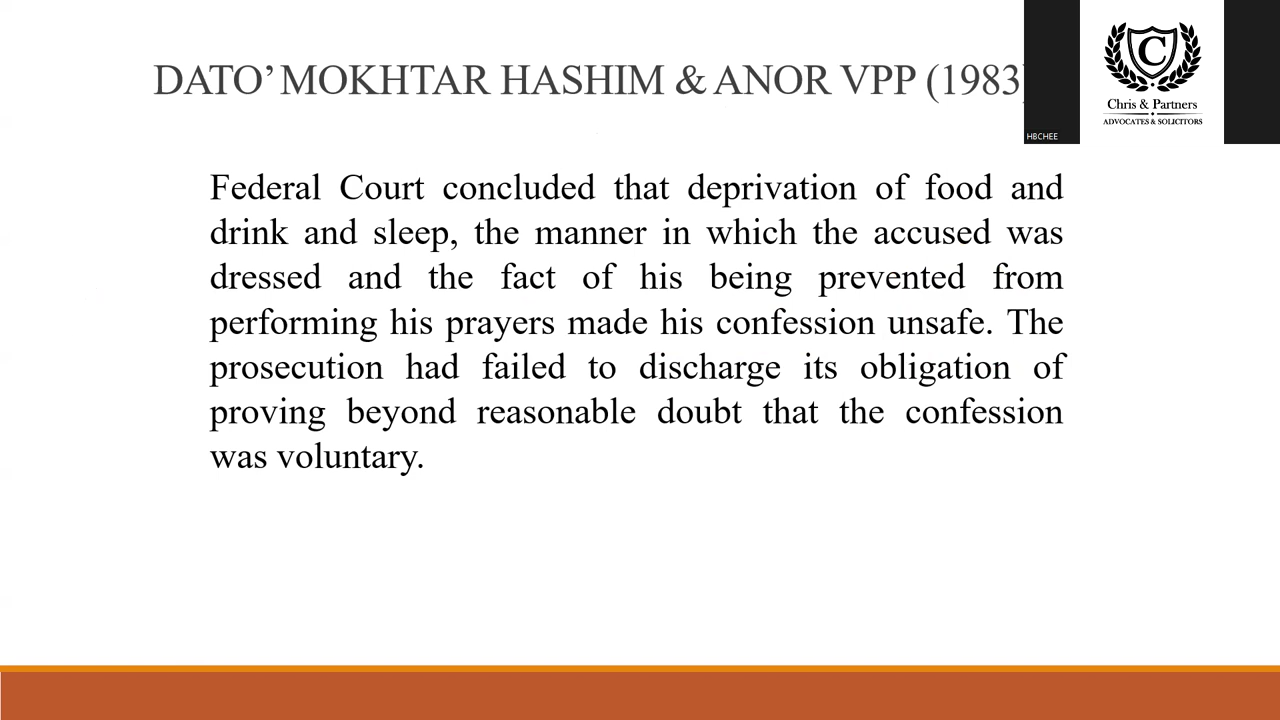 DATO’ MOKHTAR HASHIM & ANOR VPP (1983)
C
Chris & Partners
ADVOCATES & SOLICITORS
HBCHEE
Federal Court concluded that deprivation of food and
drink and sleep, the manner in which the accused was
dressed and the fact of his being prevented from
performing his prayers made his confession unsafe. The
prosecution had failed to discharge its obligation of
proving beyond reasonable doubt that the confession
was voluntary.